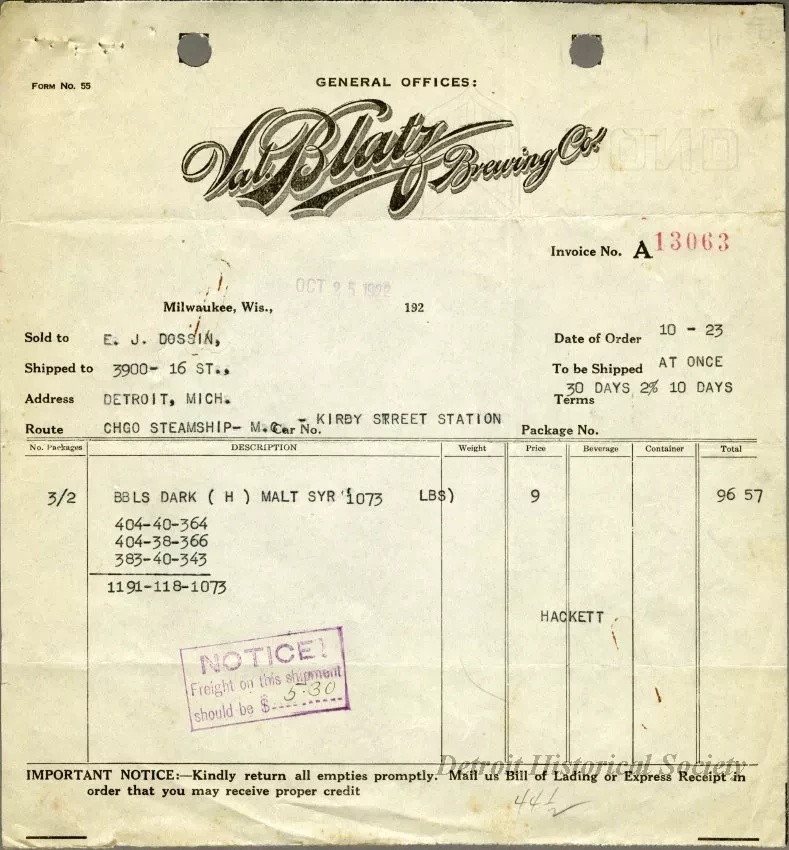 FORM NO. 55
GENERAL OFFICES:
Val. Blatz Brewing Co.
Invoice No. A 13063
OCT 25 1922
Milwaukee, Wis., 192
Sold to E. J. DOSSIN,
Date of Order 10 - 23
Shipped to 3900- 16 ST.,
To be Shipped AT ONCE
Address DETROIT, MICH.
Terms 30 DAYS 2% 10 DAYS
Route CHGO STEAMSHIP- M.C. - KIRBY STREET STATION
Car No.
Package No.
No. Packages DESCRIPTION Weight Price Beverage Container Total
3/2 BBLS DARK ( H ) MALT SYR 1073 LBS) 9 96 57
404-40-364
404-38-366
383-40-343
1191-118-1073
HACKETT
NOTICE!
Freight on this shipment
should be $ 5.30
Detroit Historical Society
IMPORTANT NOTICE:—Kindly return all empties promptly. Mail us Bill of Lading or Express Receipt in
order that you may receive proper credit
44 1/2